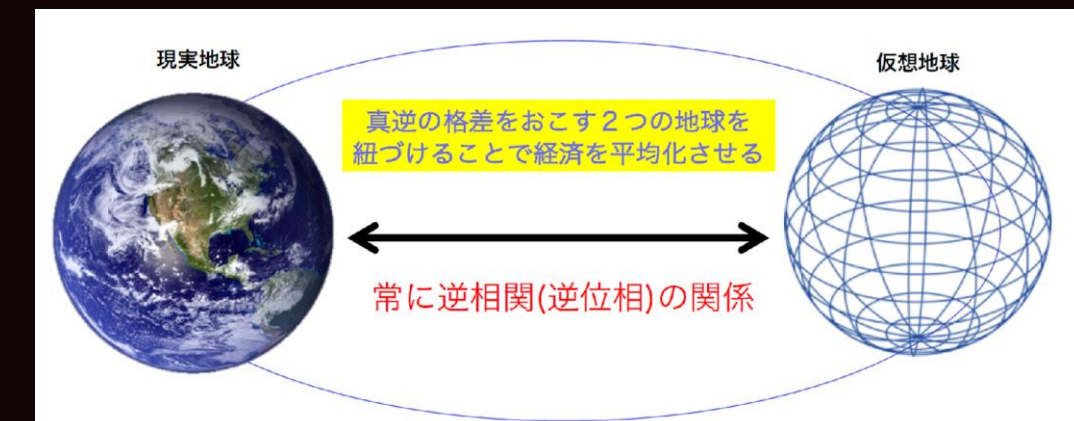 現実地球
仮想地球
真逆の格差をおこす２つの地球を
紐づけることで経済を平均化させる
常に逆相関(逆位相)の関係